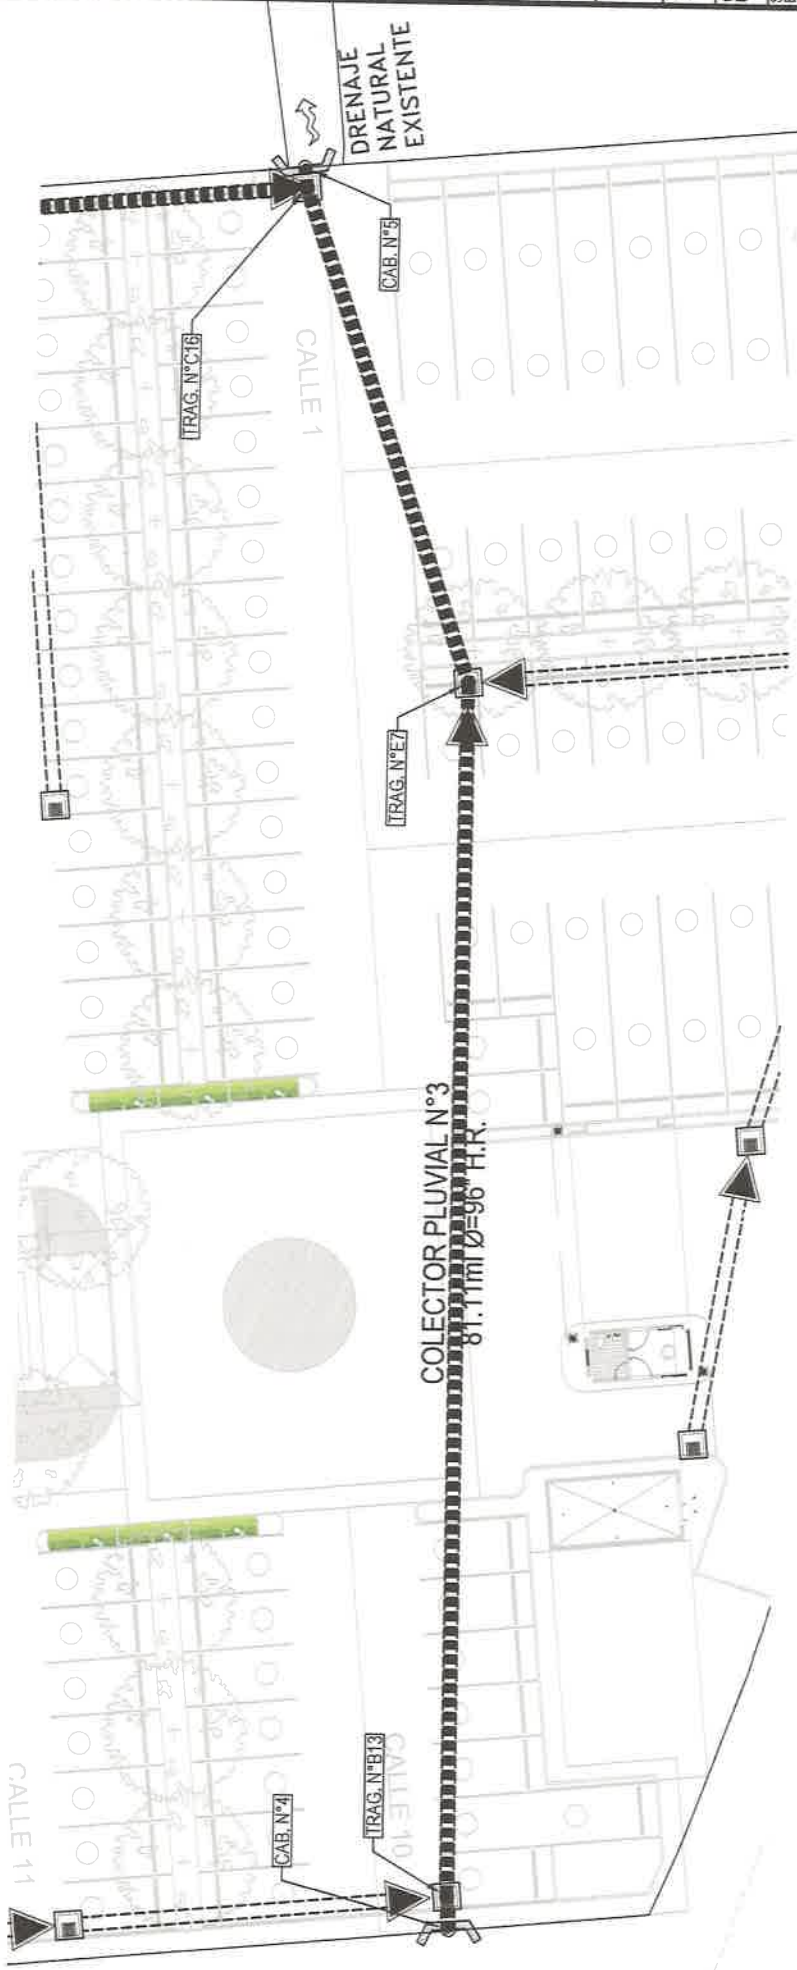 DRENAJE
NATURAL
EXISTENTE
CAB. N°5
TRAG. N°C16
CALLE 1
TRAG. N°E7
COLECTOR PLUVIAL N°3
81.11ml Ø=96" H.R.
CAB. N°4
TRAG. N°B13
CALLE 10
CALLE 11